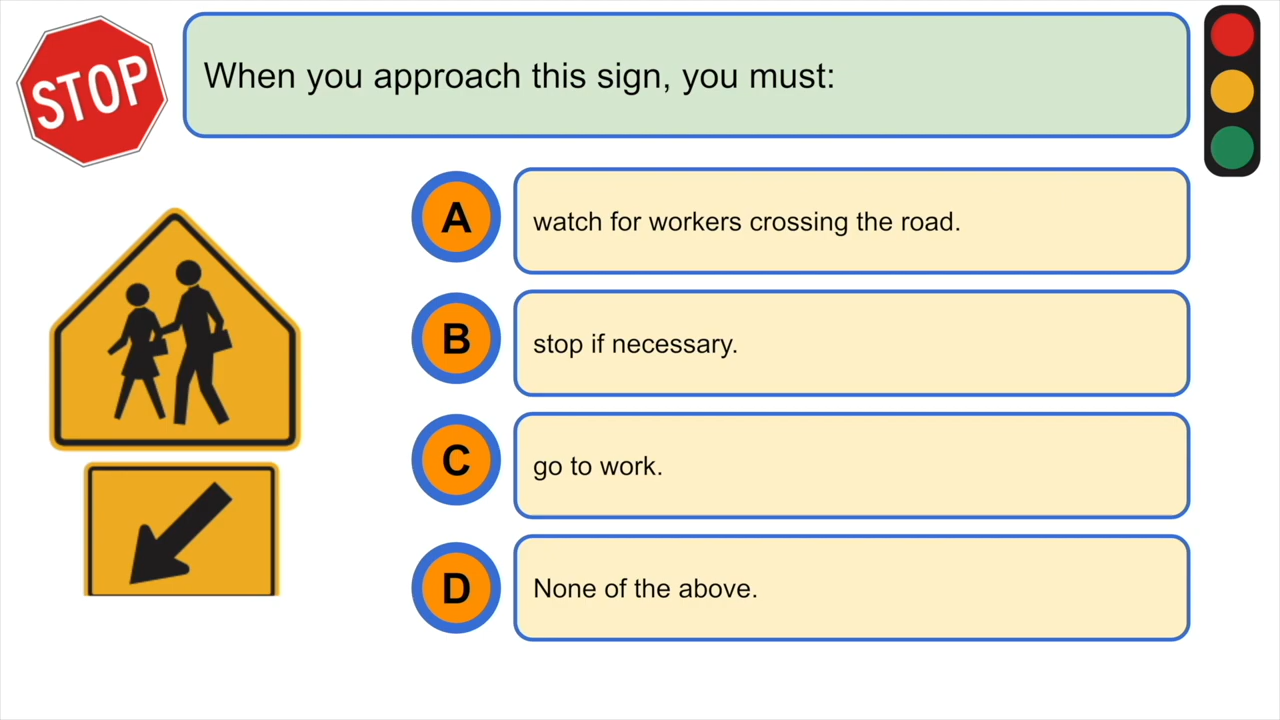 STOP
When you approach this sign, you must:
A
watch for workers crossing the road.
B
stop if necessary.
C
go to work.
D
None of the above.